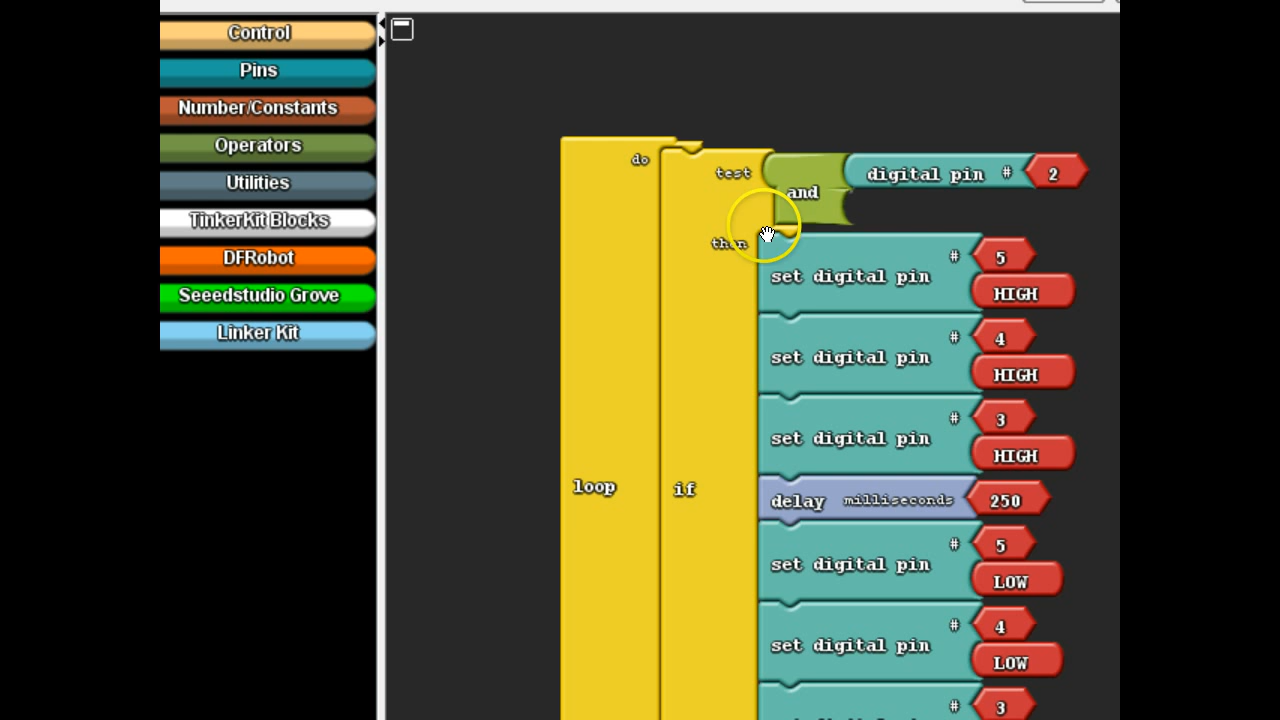 Control
Pins
Number/Constants
Operators
Utilities
TinkerKit Blocks
DFRobot
Seeedstudio Grove
Linker Kit
do
test
and
digital pin # 2
then
set digital pin # 5
HIGH
set digital pin # 4
HIGH
set digital pin # 3
HIGH
loop
if
delay milliseconds 250
set digital pin # 5
LOW
set digital pin # 4
LOW
# 3